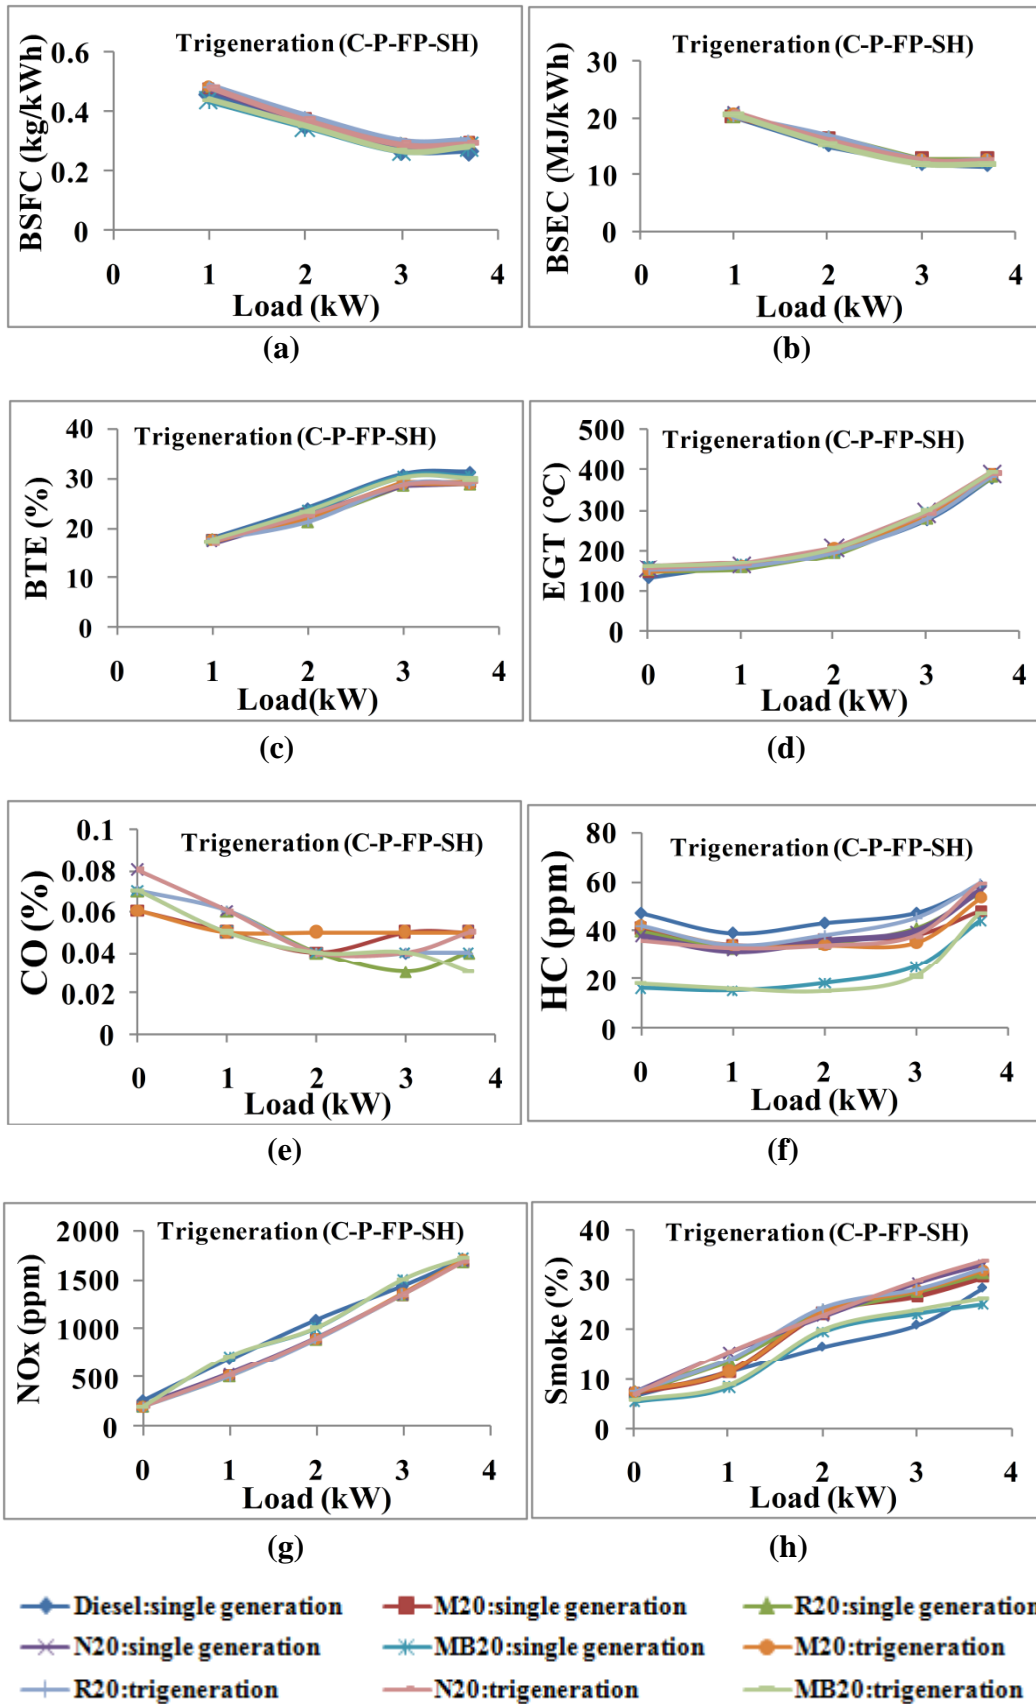 Trigeneration (C-P-FP-SH)
BSFC (kg/kWh)
0.6
0.4
0.2
0
0 1 2 3 4
Load (kW)
(a)
Trigeneration (C-P-FP-SH)
BSEC (MJ/kWh)
30
20
10
0
0 1 2 3 4
Load (kW)
(b)
Trigeneration (C-P-FP-SH)
BTE (%)
40
30
20
10
0
0 1 2 3 4
Load(kW)
(c)
Trigeneration (C-P-FP-SH)
EGT (°C)
500
400
300
200
100
0
0 1 2 3 4
Load (kW)
(d)
Trigeneration (C-P-FP-SH)
CO (%)
0.1
0.08
0.06
0.04
0.02
0
0 1 2 3 4
Load (kW)
(e)
Trigeneration (C-P-FP-SH)
HC (ppm)
80
60
40
20
0
0 1 2 3 4
Load (kW)
(f)
Trigeneration (C-P-FP-SH)
NOx (ppm)
2000
1500
1000
500
0
0 1 2 3 4
Load (kW)
(g)
Trigeneration (C-P-FP-SH)
Smoke (%)
40
30
20
10
0
0 1 2 3 4
Load (kW)
(h)
Diesel:single generation M20:single generation R20:single generation
N20:single generation MB20:single generation M20:trigeneration
R20:trigeneration N20:trigeneration MB20:trigeneration